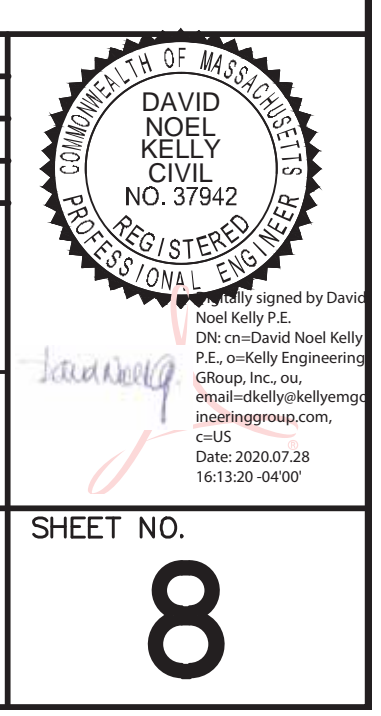 COMMONWEALTH OF MASSACHUSETTS
DAVID
NOEL
KELLY
CIVIL
NO. 37942
REGISTERED
PROFESSIONAL ENGINEER
Digitally signed by David
Noel Kelly P.E.
DN: cn=David Noel Kelly
P.E., o=Kelly Engineering
GRoup, Inc., ou,
email=dkelly@kellyemgo
ineeringgroup.com,
c=US
Date: 2020.07.28
16:13:20 -04'00'
®
SHEET NO.
8